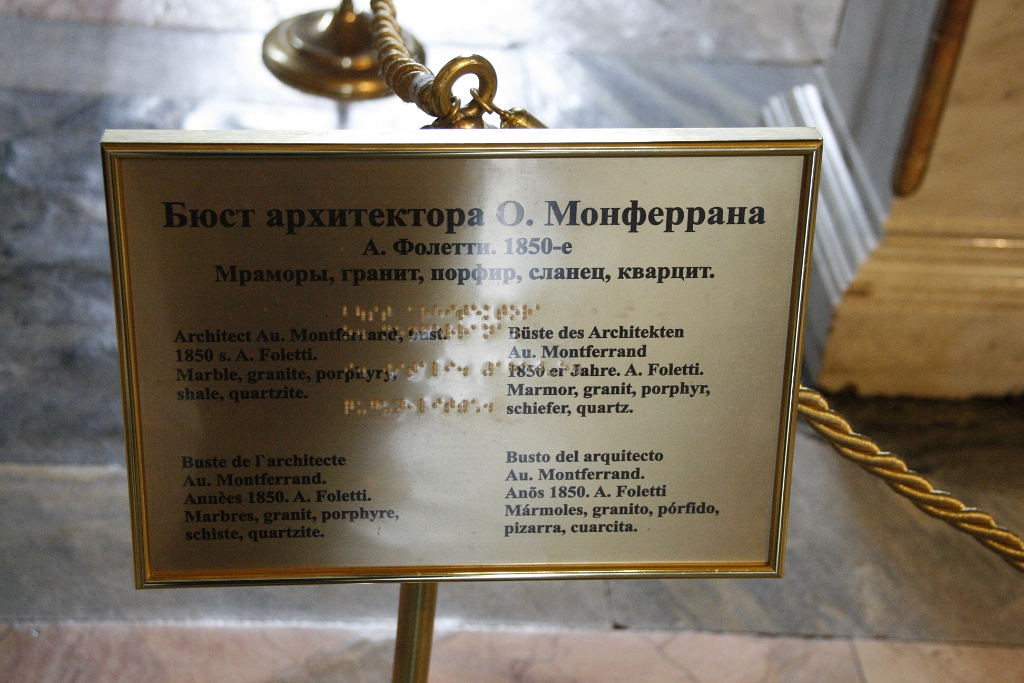 Бюст архитектора О. Монферрана
А. Фолетти. 1850-е
Мраморы, гранит, порфир, сланец, кварцит.
Architect Au. Montferrand, bust.
1850 s. A. Foletti.
Marble, granite, porphyry,
shale, quartzite.
Büste des Architekten
Au. Montferrand
1850 er Jahre. A. Foletti.
Marmor, granit, porphyr,
schiefer, quartz.
Buste de l`architecte
Au. Montferrand.
Annèes 1850. A. Foletti.
Marbres, granit, porphyre,
schiste, quartzite.
Busto del arquitecto
Au. Montferrand.
Anõs 1850. A. Foletti
Mármoles, granito, pórfido,
pizarra, cuarcita.